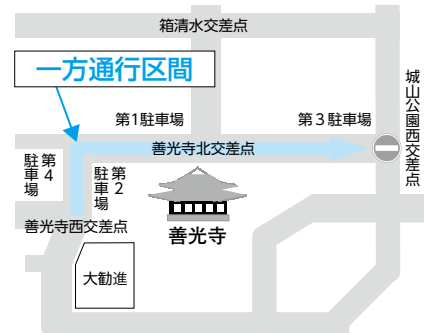 箱清水交差点
一方通行区間
第1駐車場
第3駐車場
城山公園西交差点
善光寺北交差点
第4駐車場
第2駐車場
善光寺西交差点
善光寺
大勧進